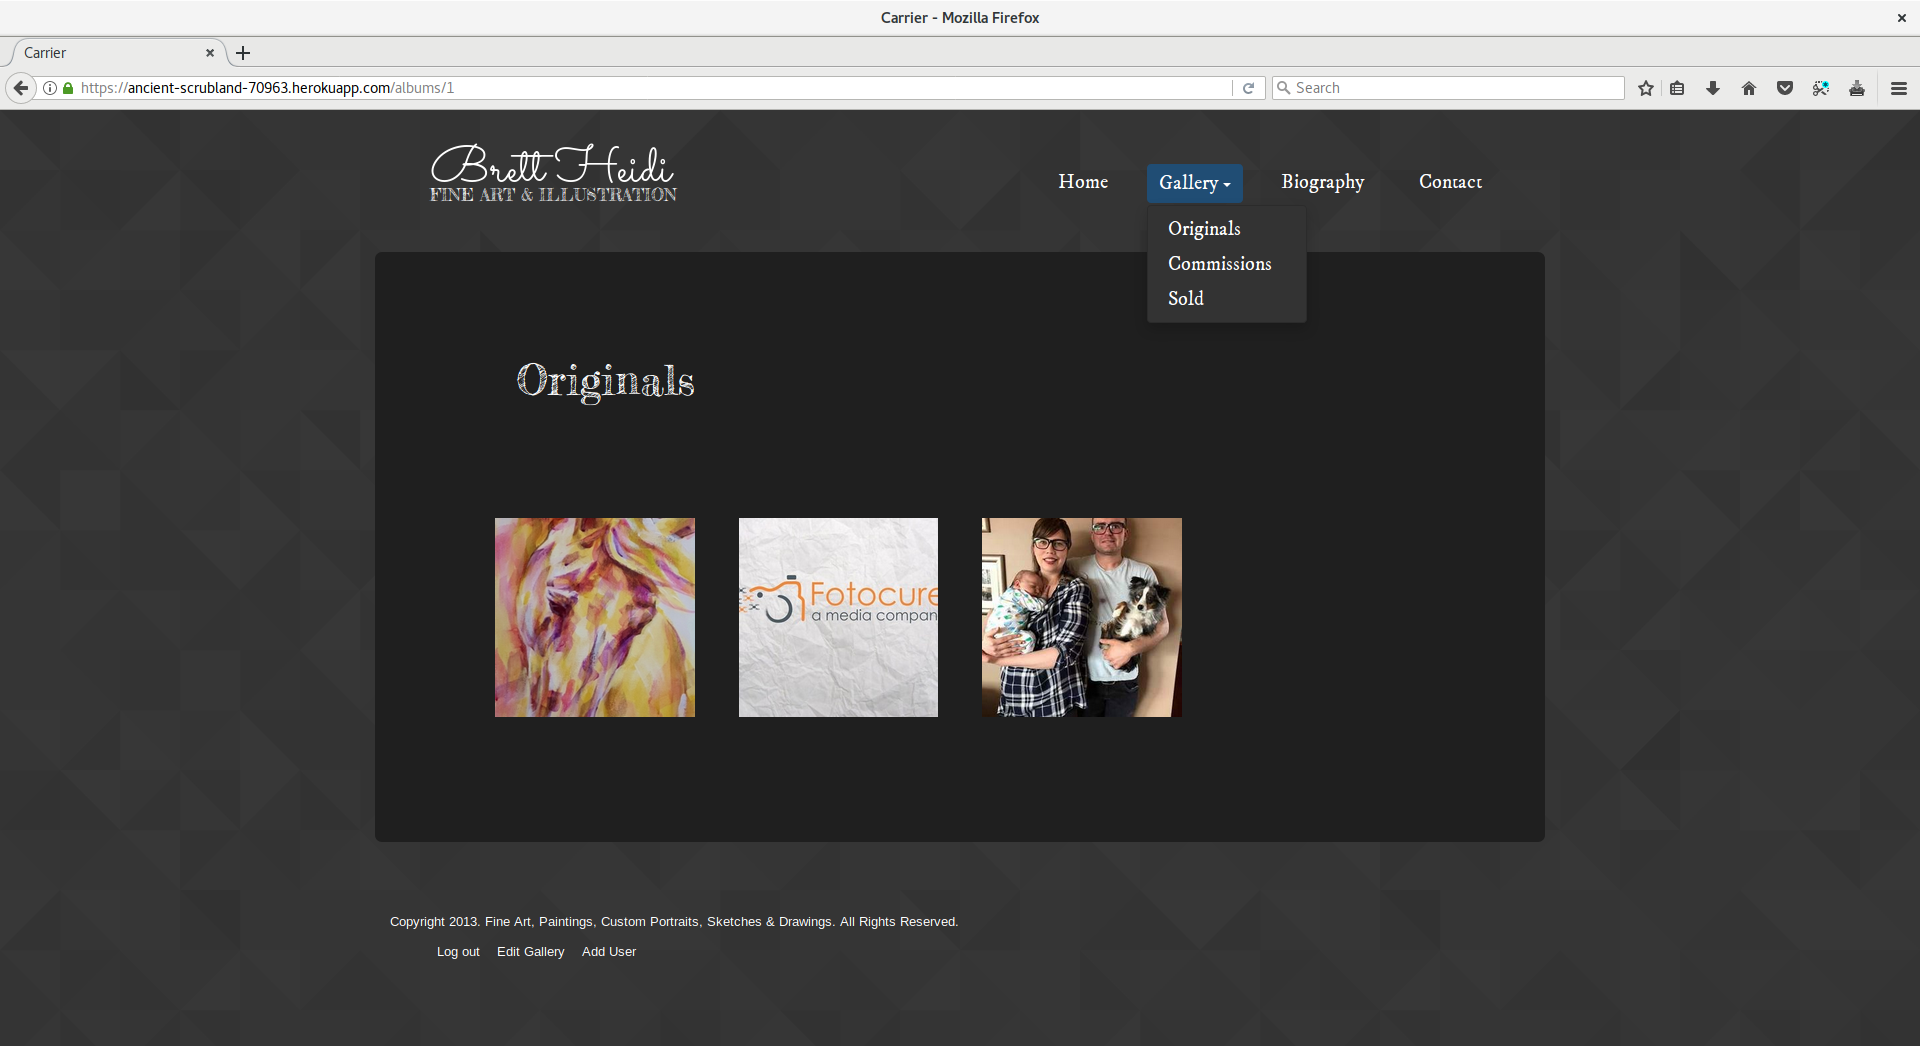 Carrier - Mozilla Firefox
Carrier
https://ancient-scrubland-70963.herokuapp.com/albums/1
Search
Brett Heidi
FINE ART & ILLUSTRATION
Home Gallery Biography Contact
Originals
Commissions
Sold
Originals
Fotocure
a media compan
Copyright 2013. Fine Art, Paintings, Custom Portraits, Sketches & Drawings. All Rights Reserved.
Log out Edit Gallery Add User